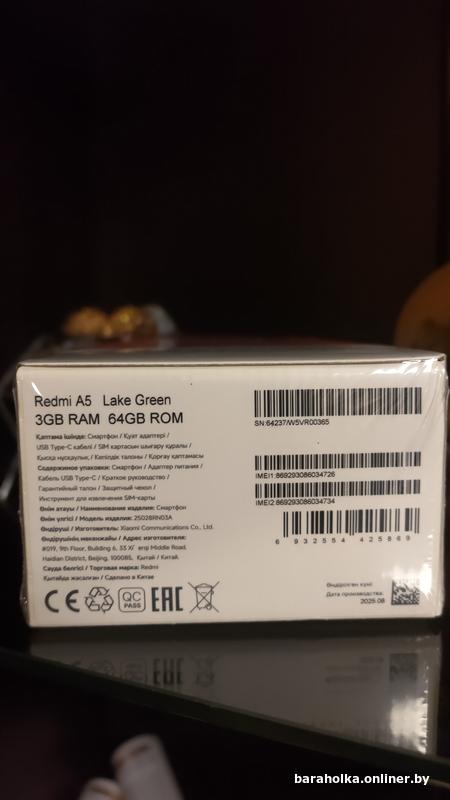 Redmi A5 Lake Green
3GB RAM 64GB ROM
Қаптама ішінде: Смартфон / Қуат адаптері /
USB Type-C кабелі / SIM картасын шығару құралы /
Қысқа нұсқаулық / Кепілдік талоны / Қорғау қаптамасы
Содержимое упаковки: Смартфон / Адаптер питания /
Кабель USB Type-C / Краткое руководство /
Гарантийный талон / Защитный чехол /
Инструмент для извлечения SIM-карты
Өнім атауы / Наименование изделия: Смартфон
Өнім үлгісі / Модель изделия: 25028RN03A
Өндіруші / Изготовитель: Xiaomi Communications Co., Ltd.
Өндірушінің мекенжайы / Адрес изготовителя:
#019, 9th Floor, Building 6, 33 Xi' erqi Middle Road,
Haidian District, Beijing, 100085, Қытай / Китай.
Сауда белгісі / Торговая марка: Redmi
Қытайда жасалған / Сделано в Китае
CE
QC
PASS
EAC
SN:64237/W5VR00365
IMEI1:869293086034726
IMEI2:869293086034734
6 932554 425869
Өндірілген күні:
Дата производства:
2025.08
baraholka.onliner.by